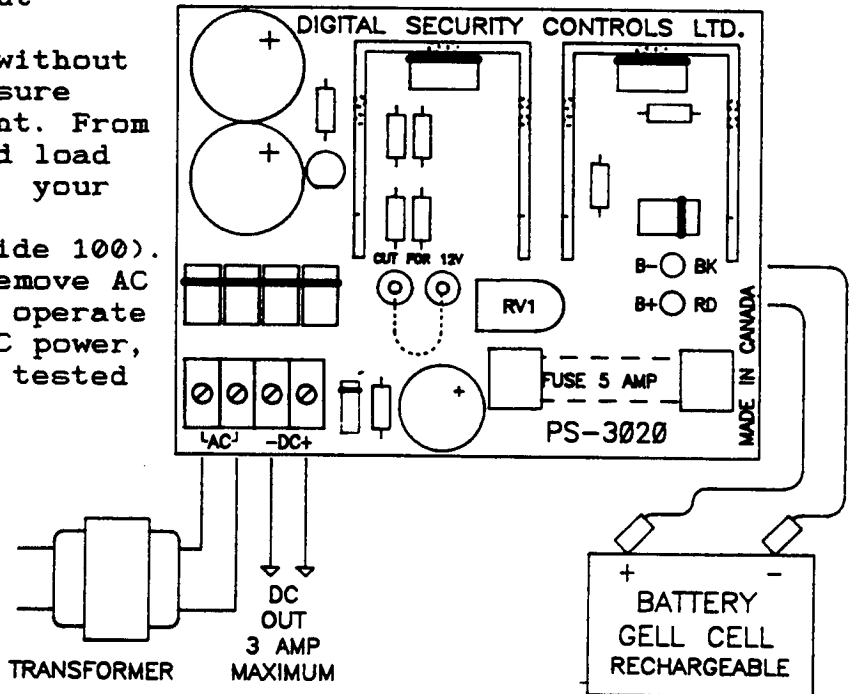 ut
without
sure
nt. From
d load
your
ide 100).
emove AC
operate
C power,
tested
DIGITAL SECURITY CONTROLS LTD.
+
+
CUT FOR 12V
B- BK
B+ RD
RV1
FUSE 5 AMP
+
MADE IN CANADA
PS-3020
AC -DC+
DC
OUT
3 AMP
MAXIMUM
TRANSFORMER
+ -
BATTERY
GELL CELL
RECHARGEABLE